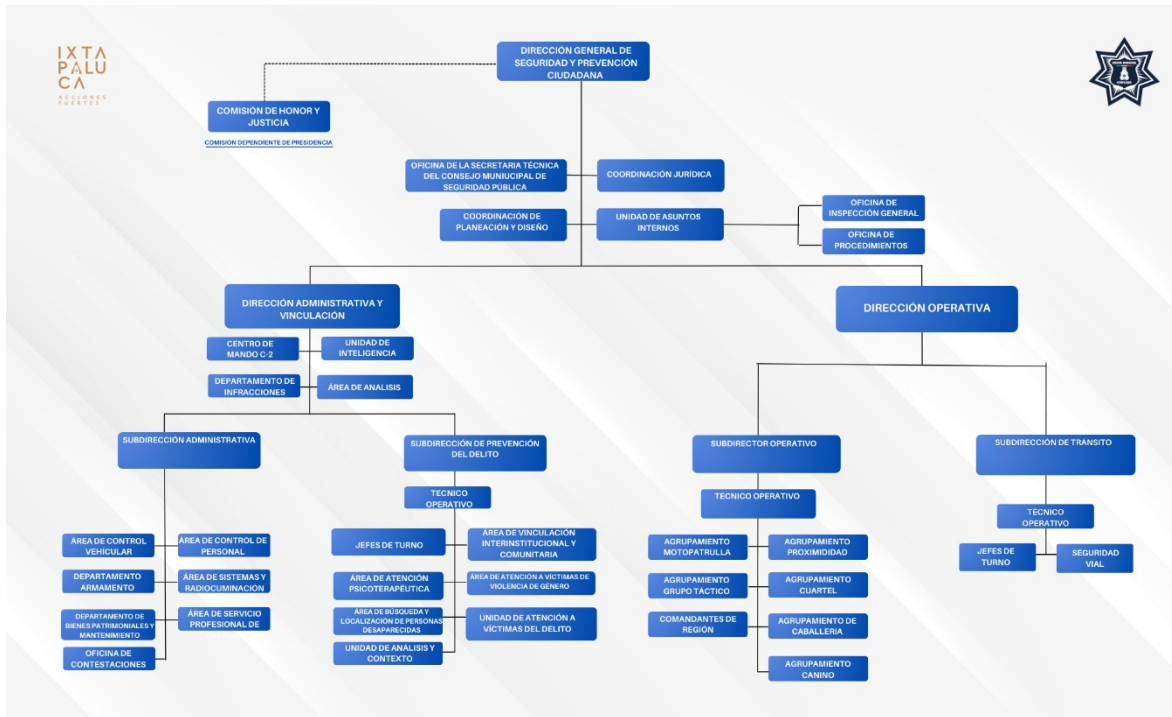 IXTA
PALU
CA
ACCIONES
FUERTES
DIRECCIÓN GENERAL DE
SEGURIDAD Y PREVENCIÓN
CIUDADANA
COMISIÓN DE HONOR Y
JUSTICIA
COMISIÓN DEPENDIENTE DE PRESIDENCIA
OFICINA DE LA SECRETARIA TÉCNICA
DEL CONSEJO MUNIUCIPAL DE
SEGURIDAD PÚBLICA
COORDINACIÓN JURÍDICA
COORDINACIÓN DE
PLANEACIÓN Y DISEÑO
UNIDAD DE ASUNTOS
INTERNOS
OFICINA DE
INSPECCIÓN GENERAL
OFICINA DE
PROCEDIMIENTOS
DIRECCIÓN ADMINISTRATIVA Y
VINCULACIÓN
DIRECCIÓN OPERATIVA
CENTRO DE
MANDO C-2
UNIDAD DE
INTELIGENCIA
DEPARTAMENTO DE
INFRACCIONES
ÁREA DE ANALISIS
SUBDIRECCIÓN ADMINISTRATIVA
SUBDIRECCIÓN DE PREVENCIÓN
DEL DELITO
SUBDIRECTOR OPERATIVO
SUBDIRECCIÓN DE TRÁNSITO
TECNICO
OPERATIVO
TECNICO OPERATIVO
TÉCNICO
OPERATIVO
ÁREA DE CONTROL
VEHÍCULAR
ÁREA DE CONTROL DE
PERSONAL
DEPARTAMENTO
ARMAMENTO
ÁREA DE SISTEMAS Y
RADIOCUMINACIÓN
DEPARTAMENTO DE
BIENES PATRIMONIALES Y
MANTENIMIENTO
ÁREA DE SERVICIO
PROFESIONAL DE
OFICINA DE
CONTESTACIONES
JEFES DE TURNO
ÁREA DE VINCULACIÓN
INTERINSTITUCIONAL Y
COMUNITARIA
ÁREA DE ATENCIÓN
PSICOTERAPÉUTICA
ÁREA DE ATENCIÓN A VÍCTIMAS DE
VIOLENCIA DE GÉNERO
ÁREA DE BÚSQUEDA Y
LOCALIZACIÓN DE PERSONAS
DESAPARECIDAS
UNIDAD DE ATENCIÓN A
VÍCTIMAS DEL DELITO
UNIDAD DE ANÁLISIS Y
CONTEXTO
AGRUPAMIENTO
MOTOPATRULLA
AGRUPAMIENTO
PROXIMIDIDAD
AGRUPAMIENTO
GRUPO TÁCTICO
AGRUPAMIENTO
CUARTEL
COMANDANTES DE
REGIÓN
AGRUPAMIENTO DE
CABALLERIA
AGRUPAMIENTO
CANINO
JEFES DE
TURNO
SEGURIDAD
VIAL